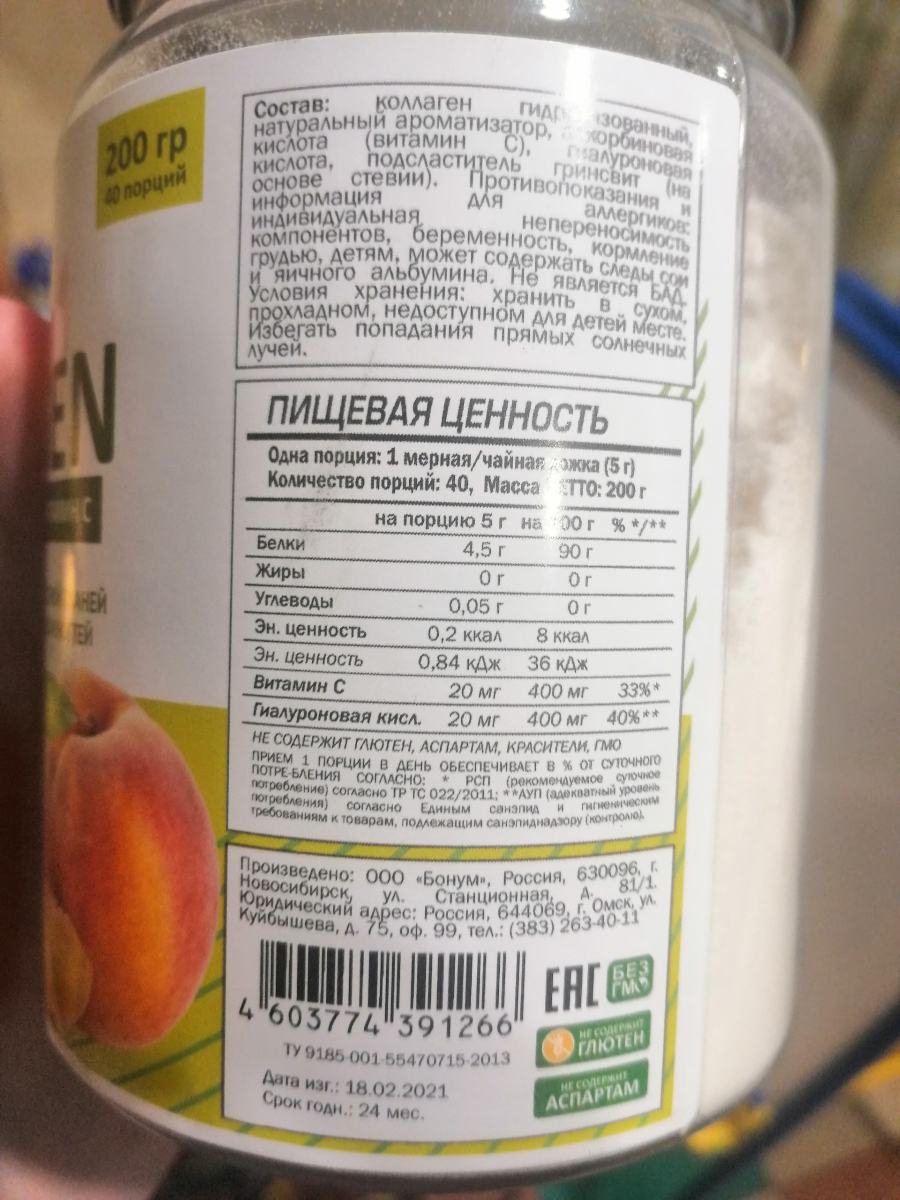 200 гр
40 порций
EN
АНЕЙ
ТЕЙ
Состав: коллаген
натуральный ароматизатор,
кислота (витамин С), гиалуроновая
кислота, подсластитель гринсвит (на
основе стевии). Противопоказания и
информация для аллергиков:
индивидуальная непереносимость
компонентов, беременность, кормление
грудью, детям, может содержать следы сои
и яичного альбумина. Не является БАД.
Условия хранения: хранить в сухом,
прохладном, недоступном для детей месте.
Избегать попадания прямых солнечных
лучей.
ПИЩЕВАЯ ЦЕННОСТЬ
Одна порция: 1 мерная/чайная (5 г)
Количество порций: 40, Масса 200 г
на порцию 5 г на г % */**
Белки 4,5 г 90 г
Жиры 0 г 0 г
Углеводы 0,05 г 0 г
Эн. ценность 0,2 ккал 8 ккал
Эн. ценность 0,84 кДж 36 кДж
Витамин С 20 мг 400 мг 33%*
Гиалуроновая кисл. 20 мг 400 мг 40%**
НЕ СОДЕРЖИТ ГЛЮТЕН, АСПАРТАМ, КРАСИТЕЛИ, ГМО
ПРИЕМ 1 ПОРЦИИ В ДЕНЬ ОБЕСПЕЧИВАЕТ В % ОТ СУТОЧНОГО
ПОТРЕ-БЛЕНИЯ СОГЛАСНО: * РСП (рекомендуемое суточное
потребление) согласно ТР ТС 022/2011; **АУП (адекватный уровень
потребления) согласно Единым санэпид и гигиеническим
требованиям к товарам, подлежащим санэпиднадзору (контролю).
Произведено: ООО «Бонум», Россия, 630096, г.
Новосибирск, ул. Станционная, д. 81/1.
Юридический адрес: Россия, 644069, г. Омск, ул.
Куйбышева, д. 75, оф. 99, тел.: (383) 263-40-11
4 603774 391266
ЕАС
БЕЗ
ГМО
НЕ СОДЕРЖИТ
ГЛЮТЕН
НЕ СОДЕРЖИТ
АСПАРТАМ
ТУ 9185-001-55470715-2013
Дата изг.: 18.02.2021
Срок годн.: 24 мес.